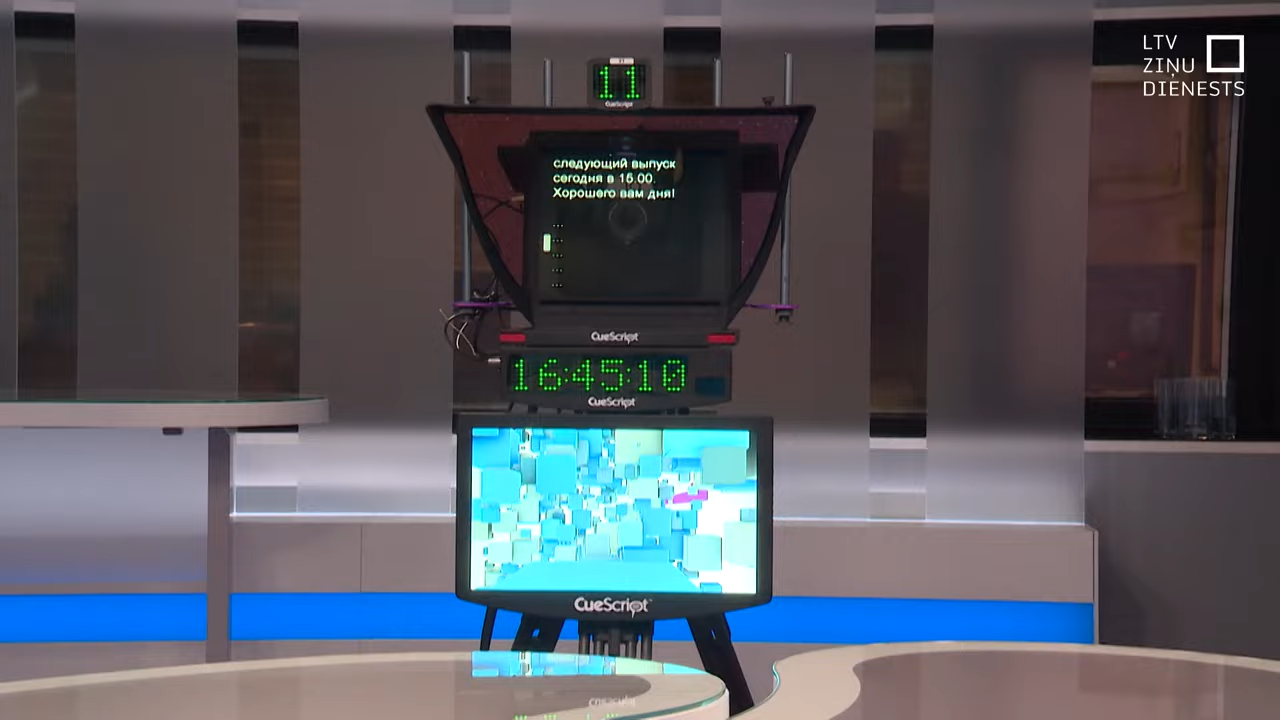 LTV
ZIŅU
DIENESTS
11
CueScript
следующий выпуск
сегодня в 15.00.
Хорошего вам дня!
...
...
...
...
...
CueScript
16:45:10
CueScript
CueScript